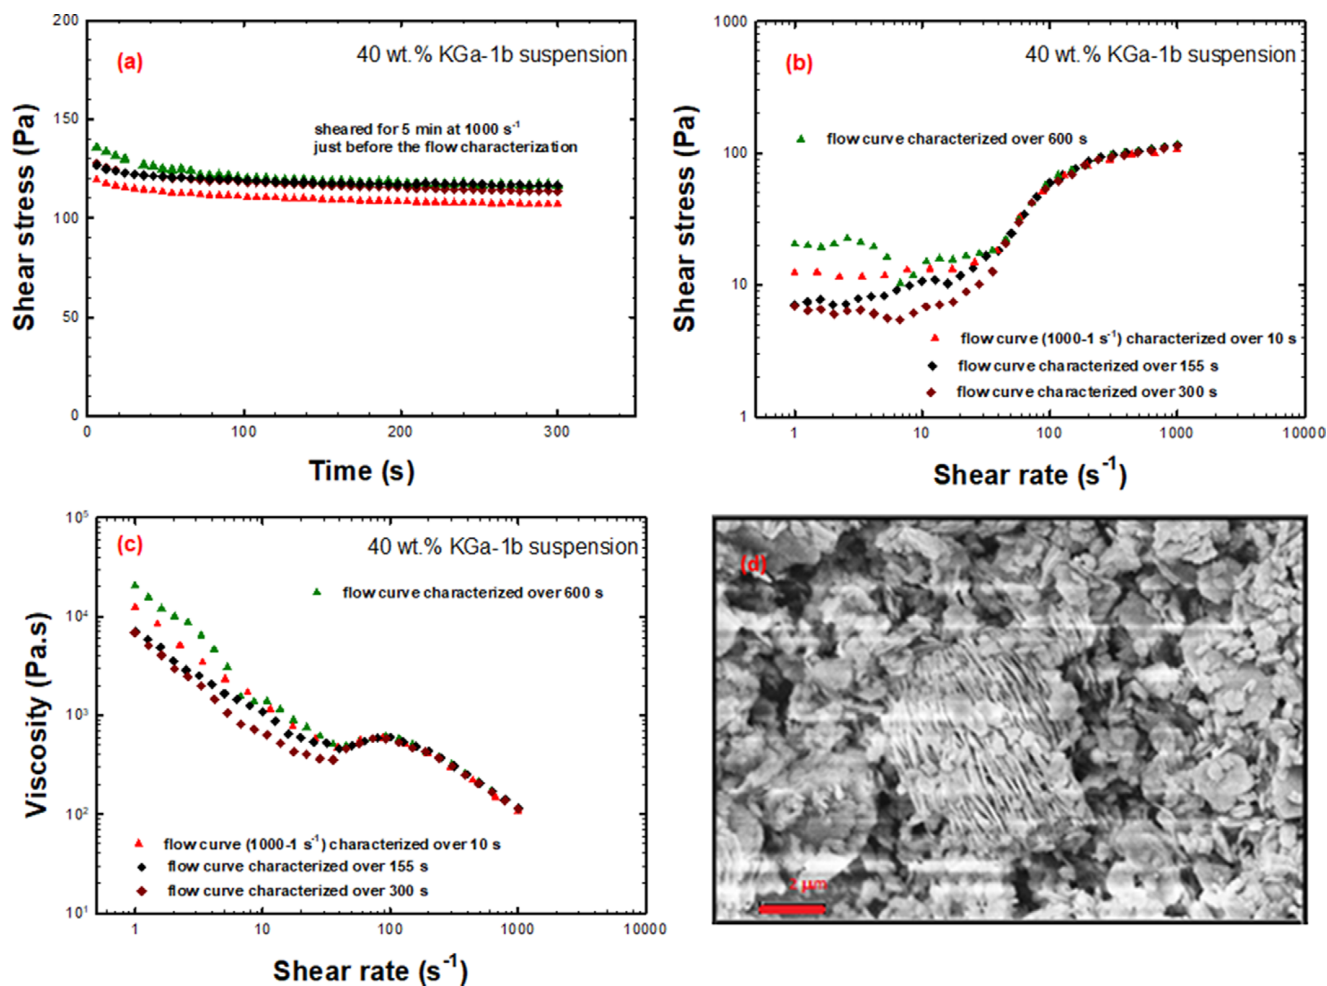 (a)
40 wt.% KGa-1b suspension
sheared for 5 min at 1000 s⁻¹
just before the flow characterization
Shear stress (Pa)
200
150
100
50
0
0
100
200
300
Time (s)
(b)
40 wt.% KGa-1b suspension
flow curve characterized over 600 s
flow curve (1000-1 s⁻¹) characterized over 10 s
flow curve characterized over 155 s
flow curve characterized over 300 s
Shear stress (Pa)
1000
100
10
1
1
10
100
1000
10000
Shear rate (s⁻¹)
(c)
40 wt.% KGa-1b suspension
flow curve characterized over 600 s
flow curve (1000-1 s⁻¹) characterized over 10 s
flow curve characterized over 155 s
flow curve characterized over 300 s
Viscosity (Pa.s)
10⁵
10⁴
10³
10²
10¹
1
10
100
1000
10000
Shear rate (s⁻¹)
(d)
2 µm